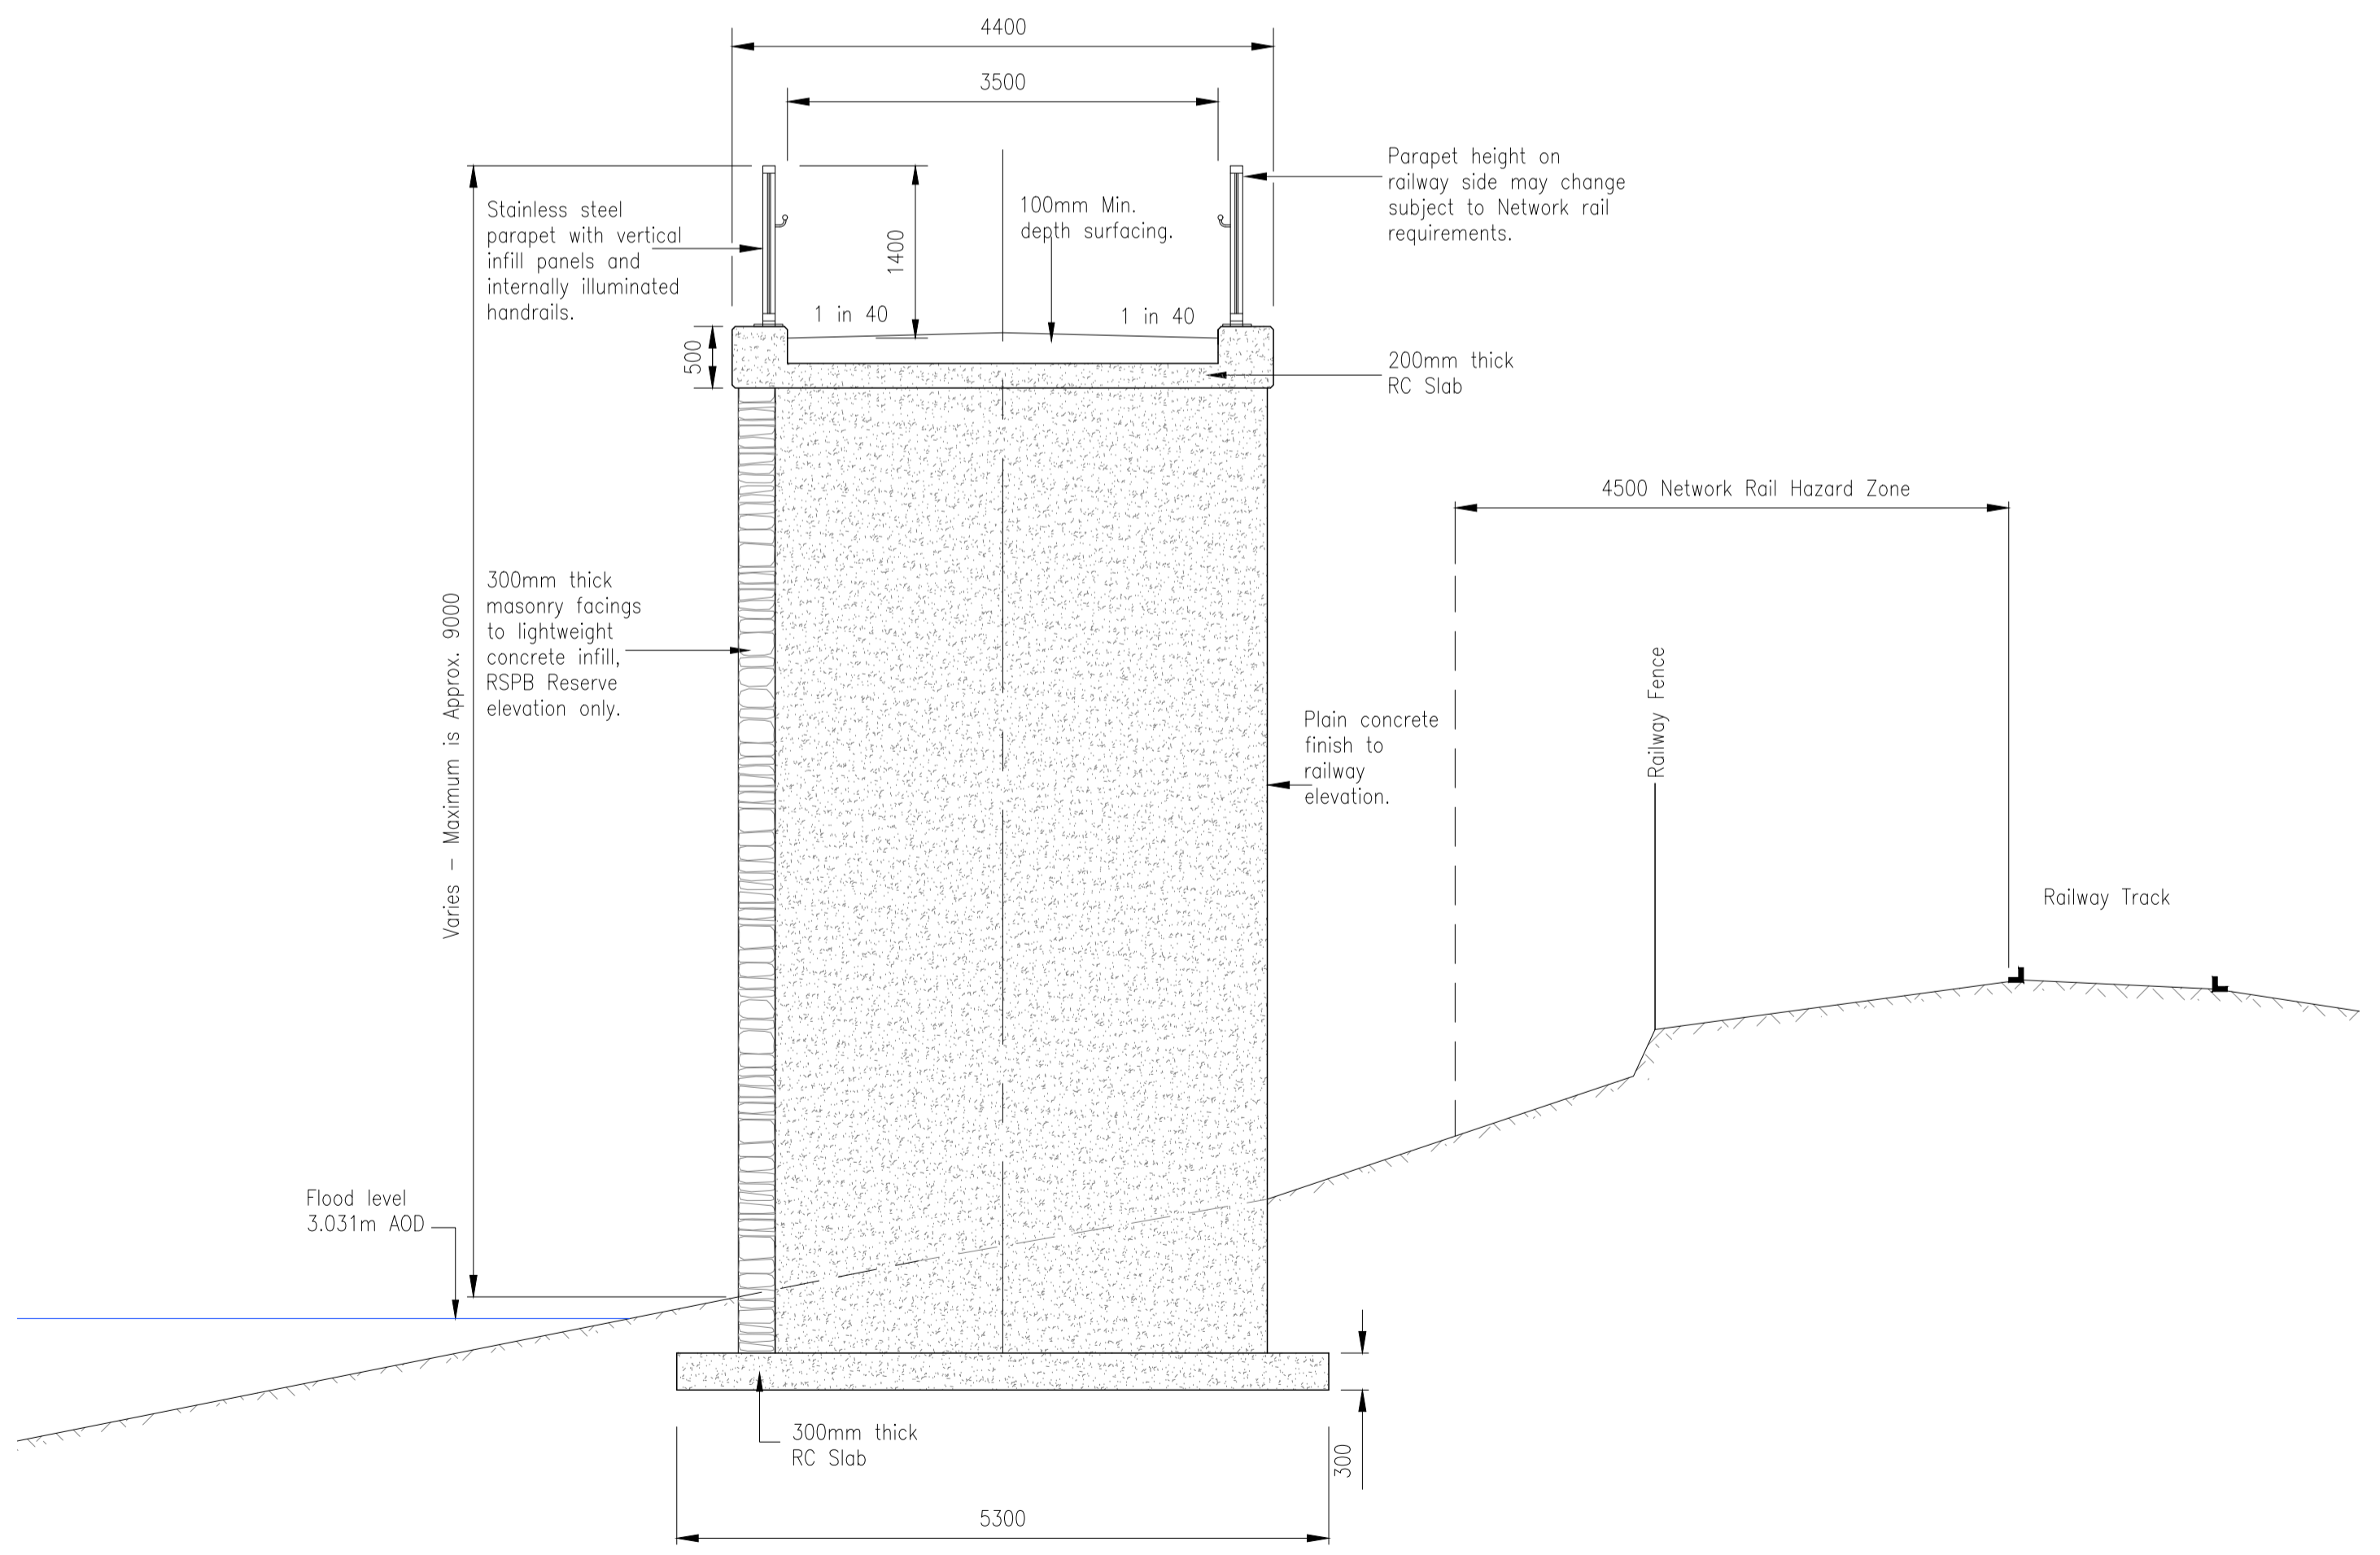 4400
3500
Parapet height on
railway side may change
subject to Network rail
requirements.
Stainless steel
parapet with vertical
infill panels and
internally illuminated
handrails.
100mm Min.
depth surfacing.
1400
1 in 40
1 in 40
500
200mm thick
RC Slab
4500 Network Rail Hazard Zone
300mm thick
masonry facings
to lightweight
concrete infill,
RSPB Reserve
elevation only.
Varies – Maximum is Approx. 9000
Railway Fence
Plain concrete
finish to
railway
elevation.
Railway Track
Flood level
3.031m AOD
300mm thick
RC Slab
300
5300